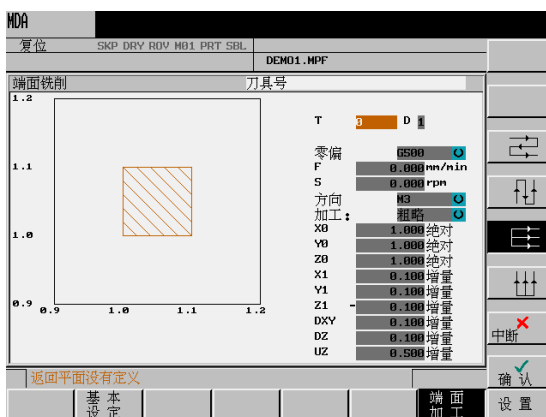 MDA
复位 SKP DRY ROV M01 PRT SBL
DEMO1.MPF
端面铣削 刀具号
1.2
1.1
1.0
0.9
0.9 1.0 1.1 1.2
T 0 D 1
零偏 G500
F 0.000 mm/min
S 0.000 rpm
方向 M3
加工: 粗略
X0 1.000 绝对
Y0 1.000 绝对
Z0 1.000 绝对
X1 0.100 增量
Y1 0.100 增量
Z1 - 0.100 增量
DXY 0.100 增量
DZ 0.100 增量
UZ 0.500 增量
中断
确认
返回平面没有定义
基本设定
端面加工
设置